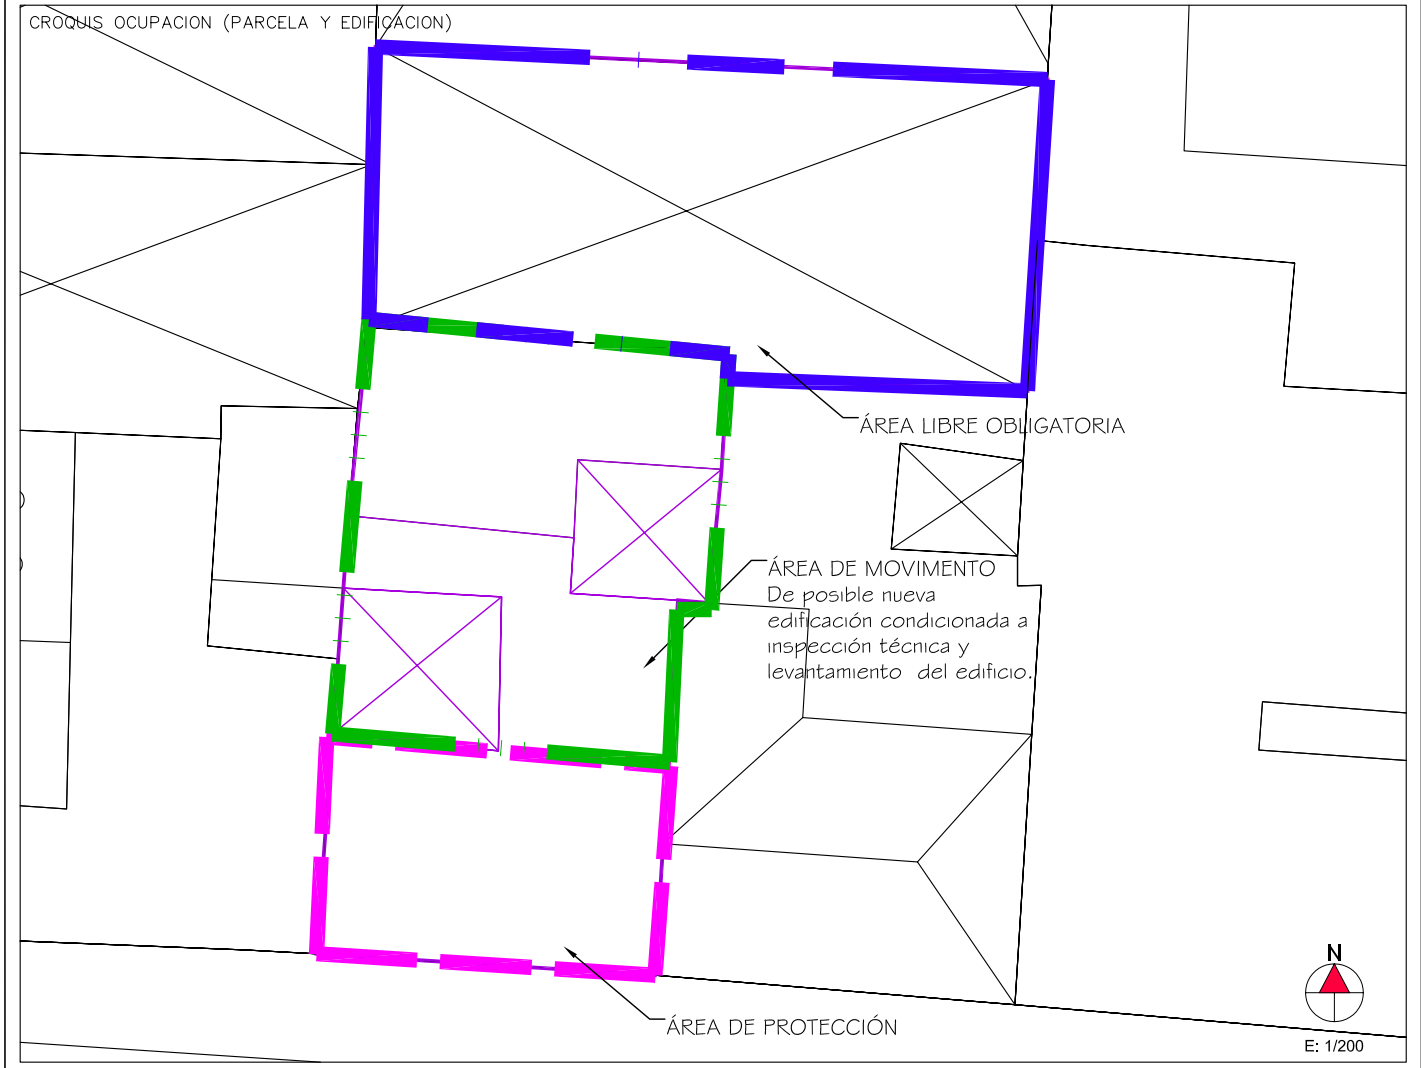 CROQUIS OCUPACION (PARCELA Y EDIFICACION)
ÁREA LIBRE OBLIGATORIA
ÁREA DE MOVIMENTO
De posible nueva
edificación condicionada a
inspección técnica y
levantamiento del edificio.
ÁREA DE PROTECCIÓN
N
E: 1/200